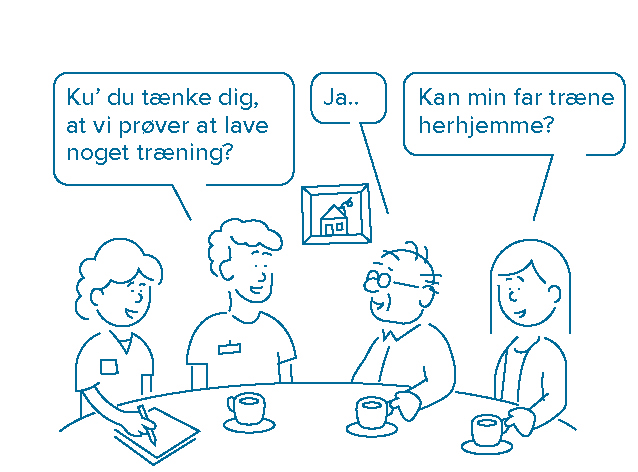 Ku’ du tænke dig,
at vi prøver at lave
noget træning?
Ja..
Kan min far træne
herhjemme?